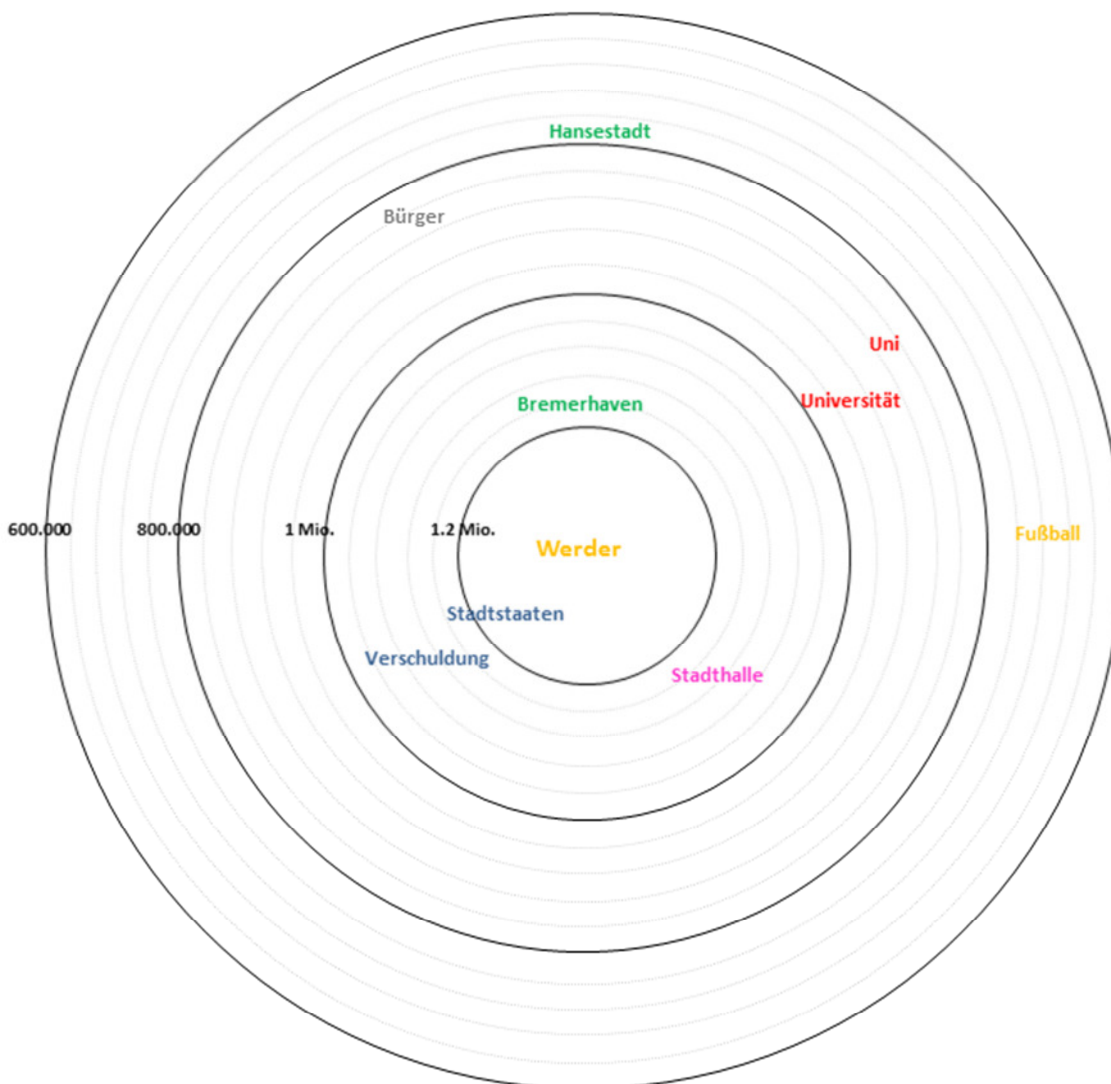 Hansestadt
Bürger
Uni
Universität
Bremerhaven
600.000
800.000
1 Mio.
1.2 Mio.
Werder
Fußball
Stadtstaaten
Verschuldung
Stadthalle